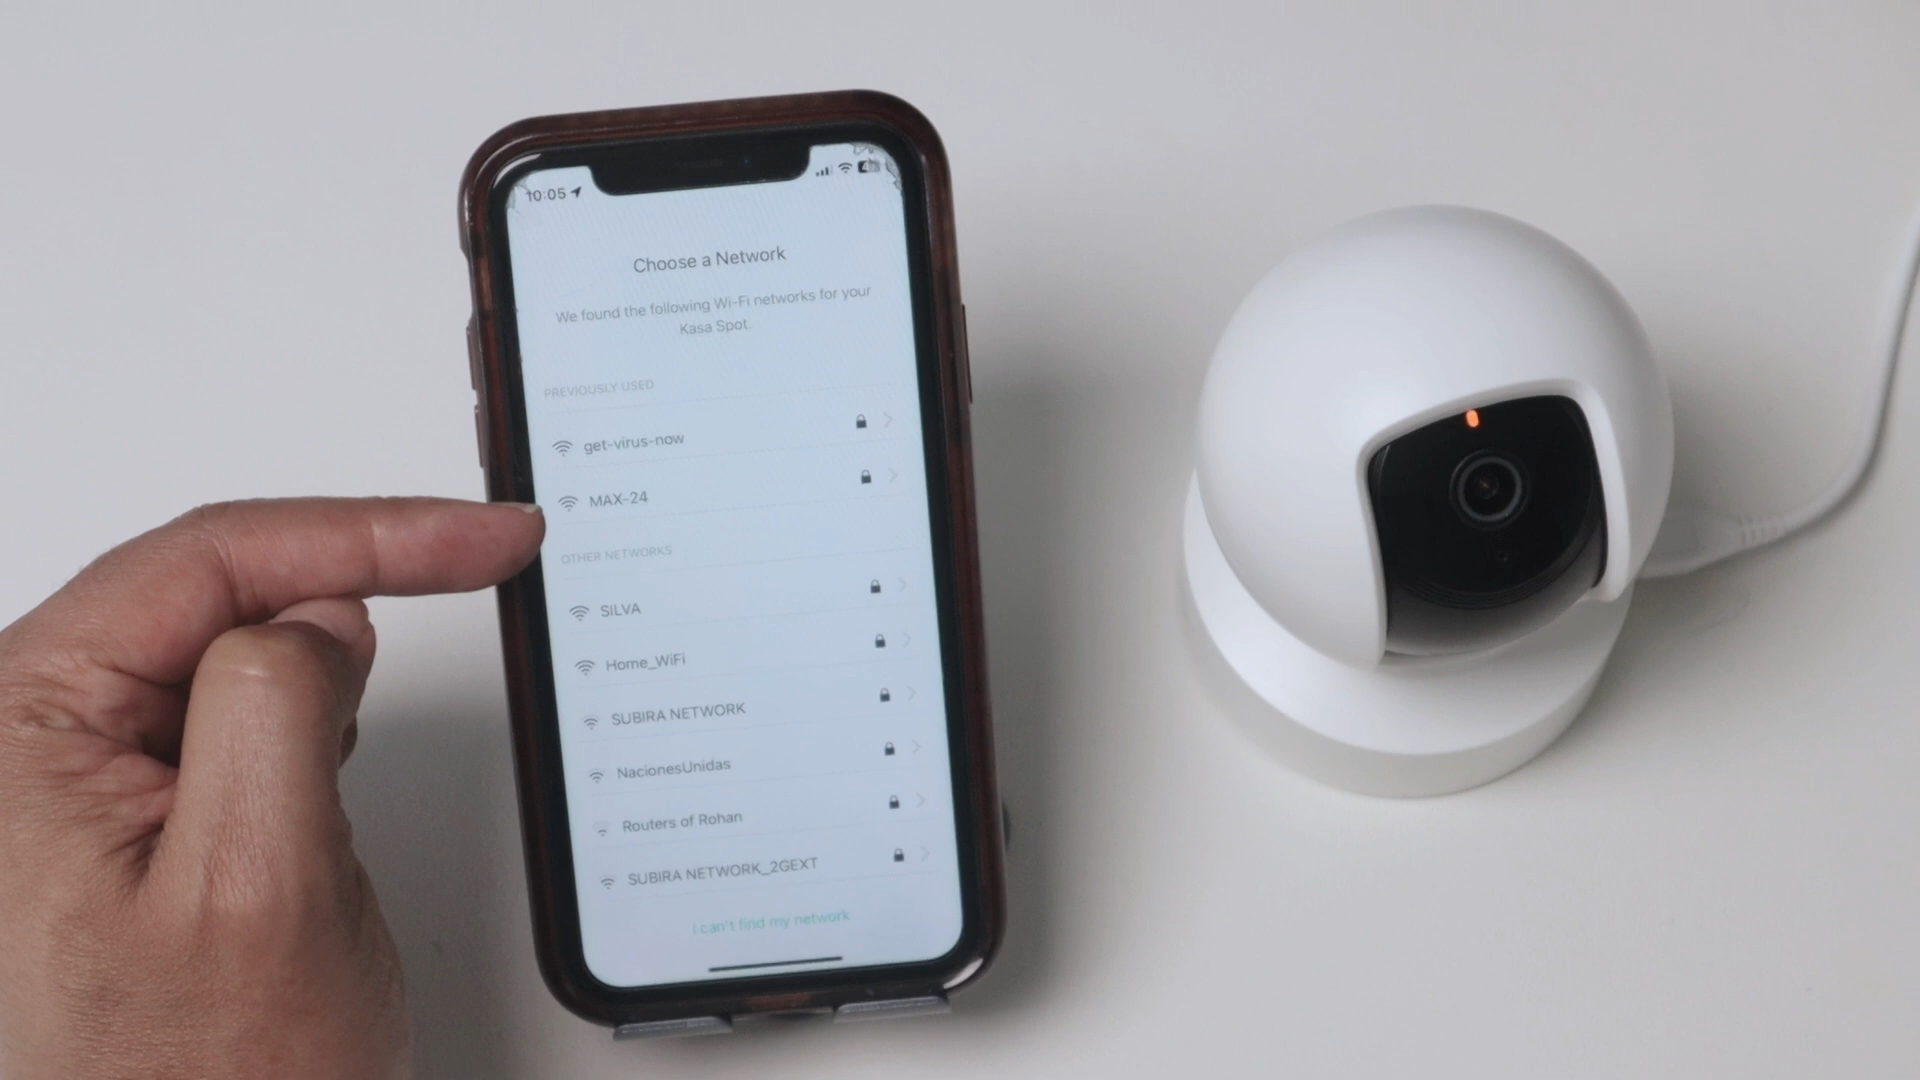 10:05
Choose a Network
We found the following Wi-Fi networks for your
Kasa Spot.
PREVIOUSLY USED
get-virus-now
MAX-24
OTHER NETWORKS
SILVA
Home_WiFi
SUBIRA NETWORK
NacionesUnidas
Routers of Rohan
SUBIRA NETWORK_2GEXT
I can't find my network